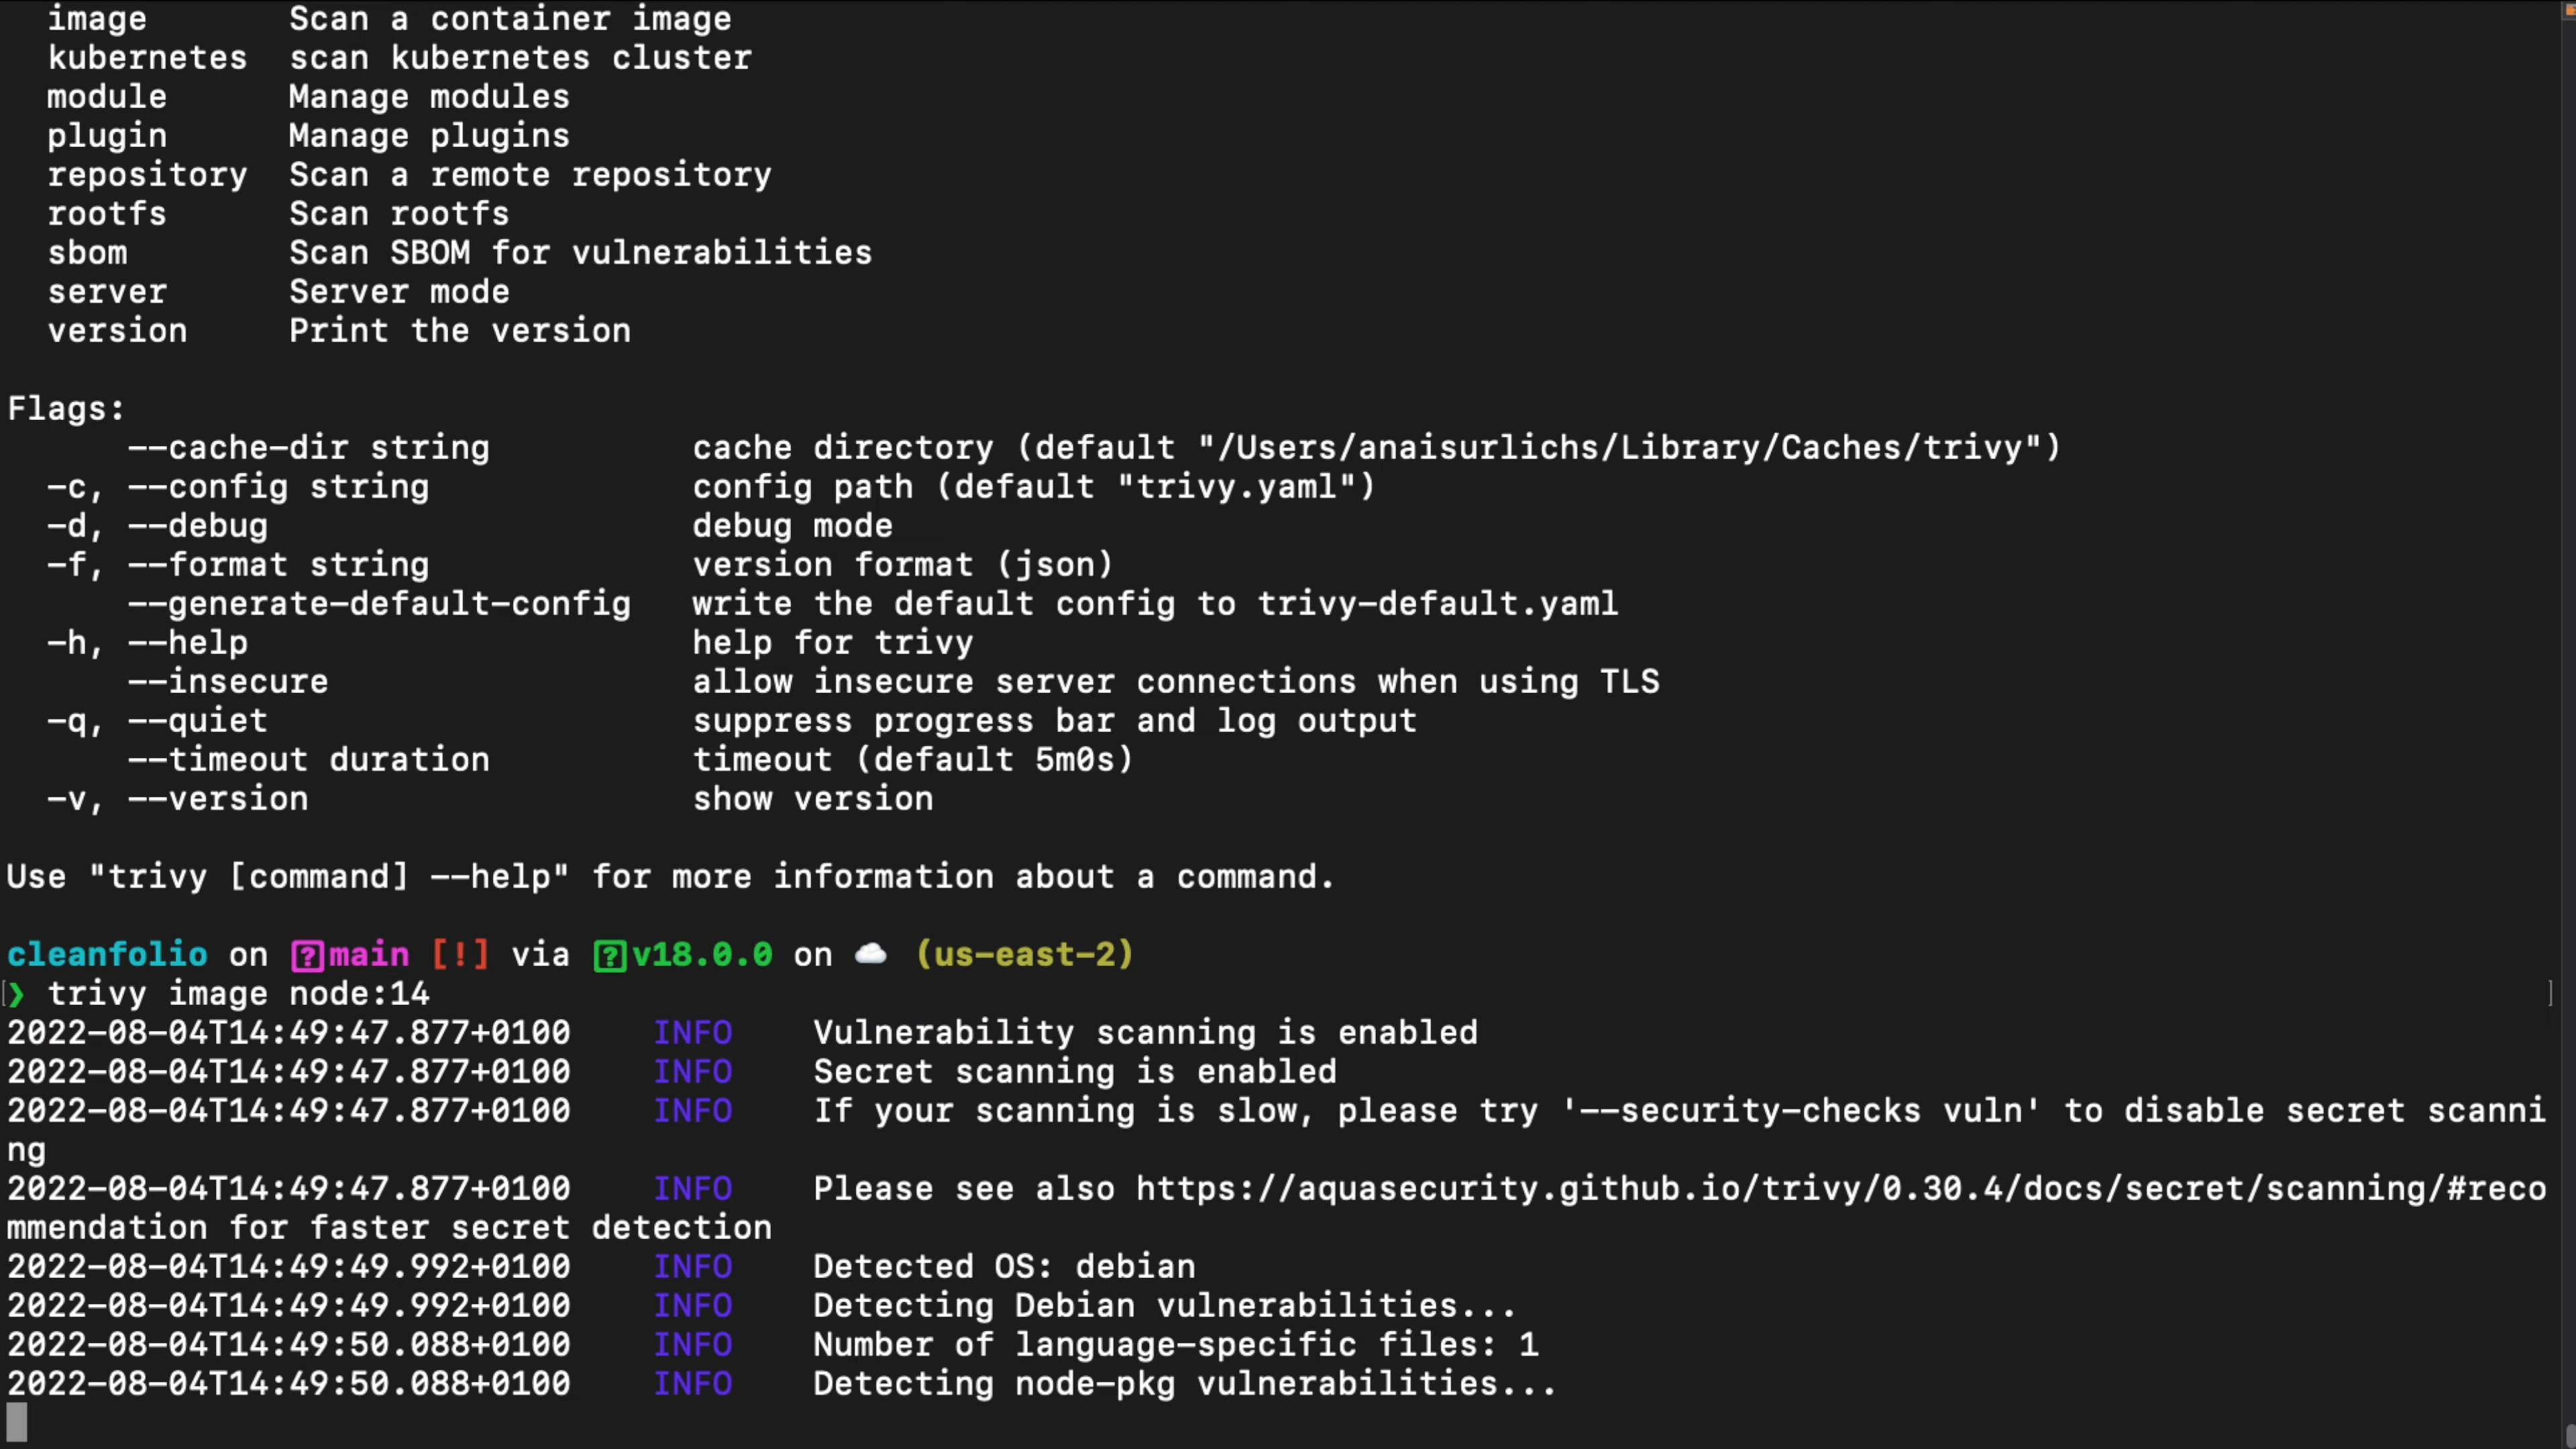 image       Scan a container image
kubernetes  scan kubernetes cluster
module      Manage modules
plugin      Manage plugins
repository  Scan a remote repository
rootfs      Scan rootfs
sbom        Scan SBOM for vulnerabilities
server      Server mode
version     Print the version
Flags:
--cache-dir string          cache directory (default "/Users/anaisurlichs/Library/Caches/trivy")
-c, --config string             config path (default "trivy.yaml")
-d, --debug                     debug mode
-f, --format string             version format (json)
--generate-default-config   write the default config to trivy-default.yaml
-h, --help                      help for trivy
--insecure                  allow insecure server connections when using TLS
-q, --quiet                     suppress progress bar and log output
--timeout duration          timeout (default 5m0s)
-v, --version                   show version
Use "trivy [command] --help" for more information about a command.
cleanfolio on ?main [!] via ?v18.0.0 on ☁️ (us-east-2)
[❯ trivy image node:14 ]
2022-08-04T14:49:47.877+0100    INFO    Vulnerability scanning is enabled
2022-08-04T14:49:47.877+0100    INFO    Secret scanning is enabled
2022-08-04T14:49:47.877+0100    INFO    If your scanning is slow, please try '--security-checks vuln' to disable secret scanni
ng
2022-08-04T14:49:47.877+0100    INFO    Please see also https://aquasecurity.github.io/trivy/0.30.4/docs/secret/scanning/#reco
mmendation for faster secret detection
2022-08-04T14:49:49.992+0100    INFO    Detected OS: debian
2022-08-04T14:49:49.992+0100    INFO    Detecting Debian vulnerabilities...
2022-08-04T14:49:50.088+0100    INFO    Number of language-specific files: 1
2022-08-04T14:49:50.088+0100    INFO    Detecting node-pkg vulnerabilities...